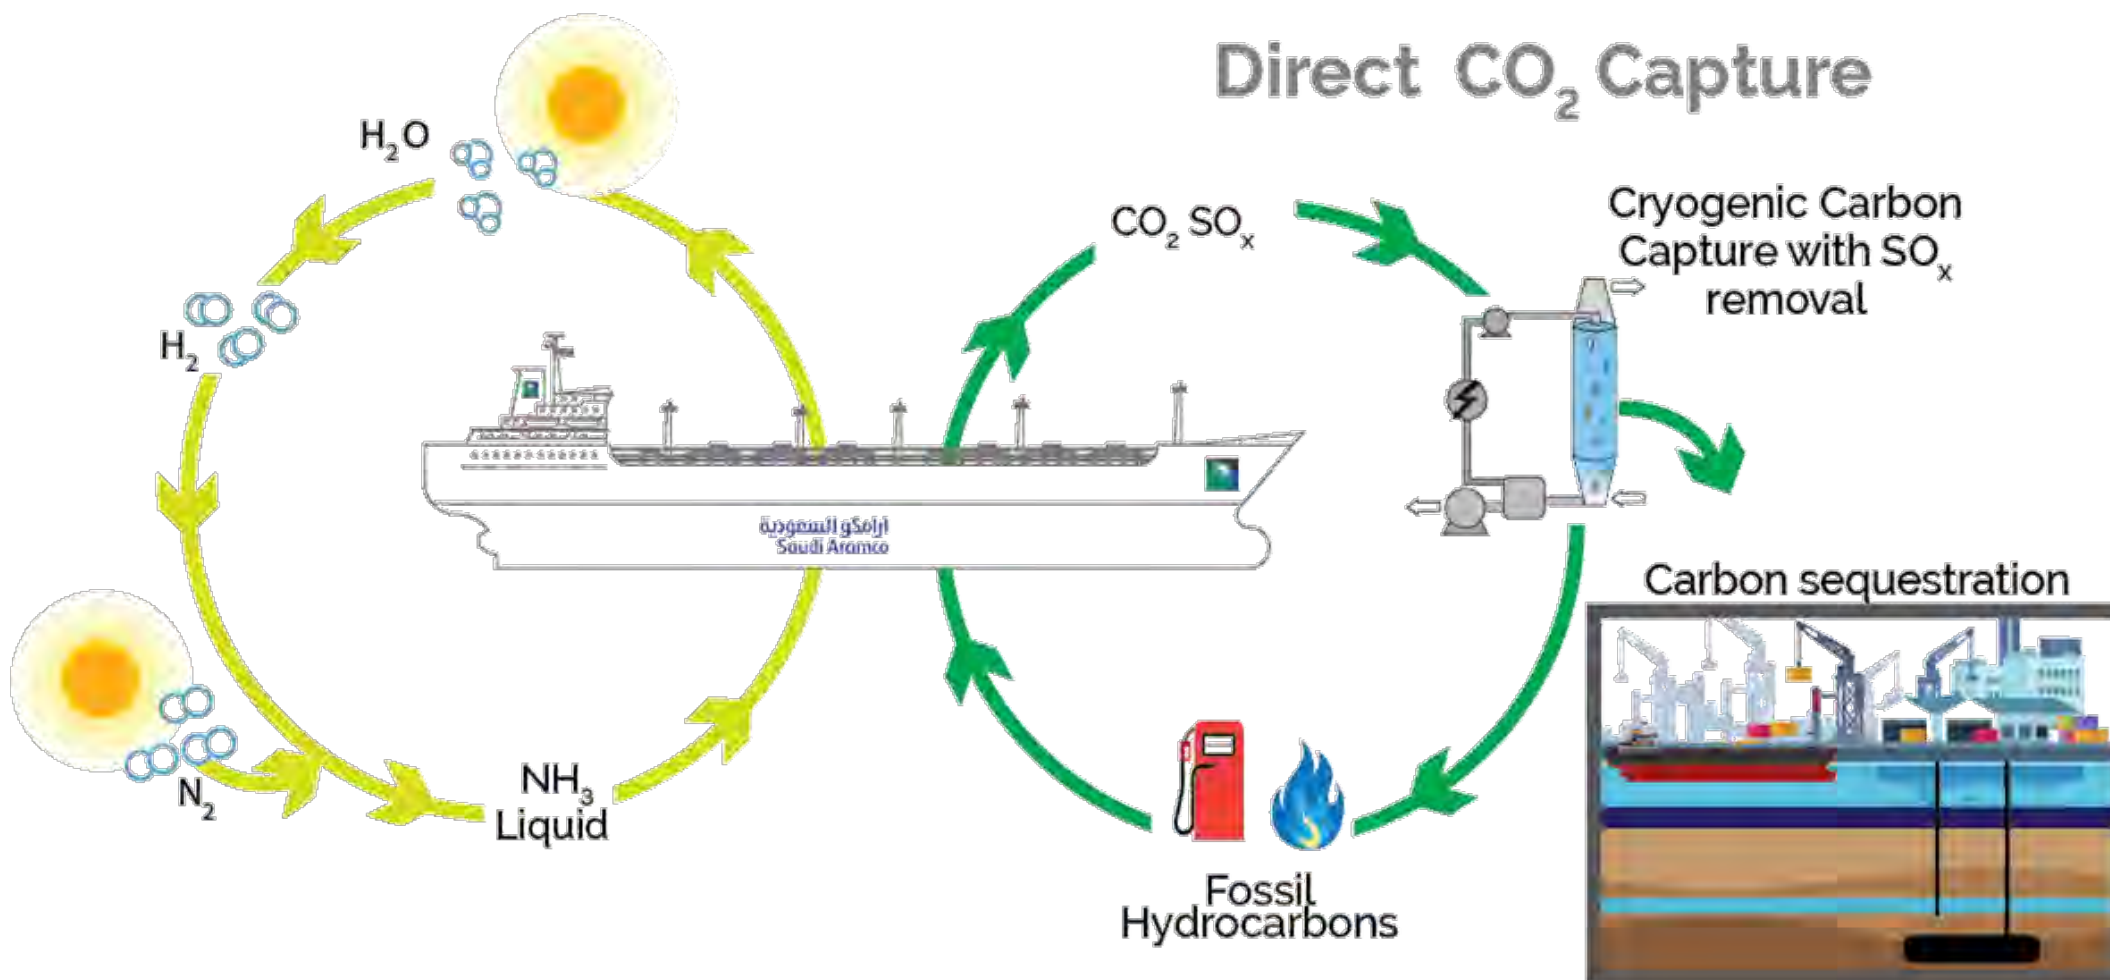 Direct CO₂ Capture
H₂O
CO₂ SOₓ
Cryogenic Carbon
Capture with SOₓ
removal
H₂
أرامكو السعودية
Saudi Aramco
Carbon sequestration
N₂
NH₃
Liquid
Fossil
Hydrocarbons